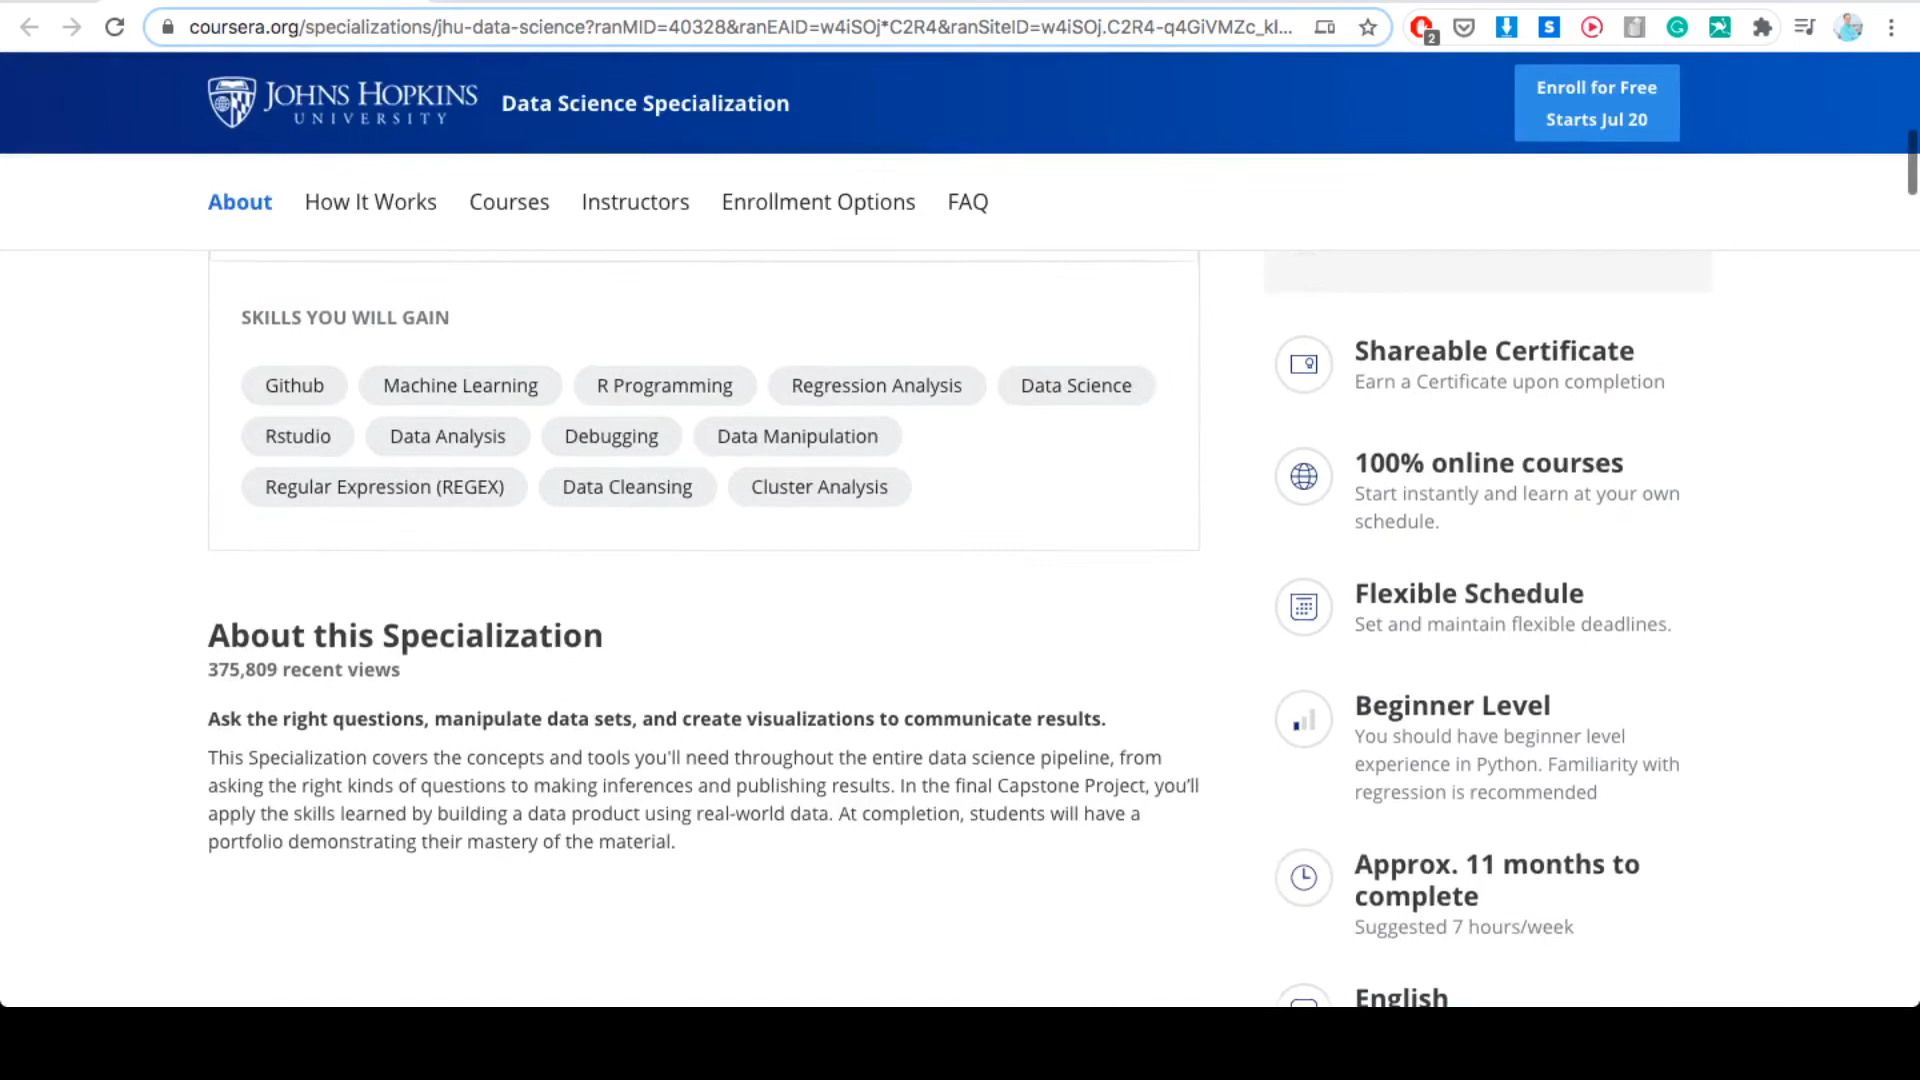 coursera.org/specializations/jhu-data-science?ranMID=40328&ranEAID=w4iSOj*C2R4&ranSiteID=w4iSOj.C2R4-q4GiVMZc_kI...
2
JOHNS HOPKINS
UNIVERSITY
Data Science Specialization
Enroll for Free
Starts Jul 20
About How It Works Courses Instructors Enrollment Options FAQ
SKILLS YOU WILL GAIN
Github Machine Learning R Programming Regression Analysis Data Science
Rstudio Data Analysis Debugging Data Manipulation
Regular Expression (REGEX) Data Cleansing Cluster Analysis
About this Specialization
375,809 recent views
Ask the right questions, manipulate data sets, and create visualizations to communicate results.
This Specialization covers the concepts and tools you'll need throughout the entire data science pipeline, from
asking the right kinds of questions to making inferences and publishing results. In the final Capstone Project, you’ll
apply the skills learned by building a data product using real-world data. At completion, students will have a
portfolio demonstrating their mastery of the material.
Shareable Certificate
Earn a Certificate upon completion
100% online courses
Start instantly and learn at your own
schedule.
Flexible Schedule
Set and maintain flexible deadlines.
Beginner Level
You should have beginner level
experience in Python. Familiarity with
regression is recommended
Approx. 11 months to
complete
Suggested 7 hours/week
English